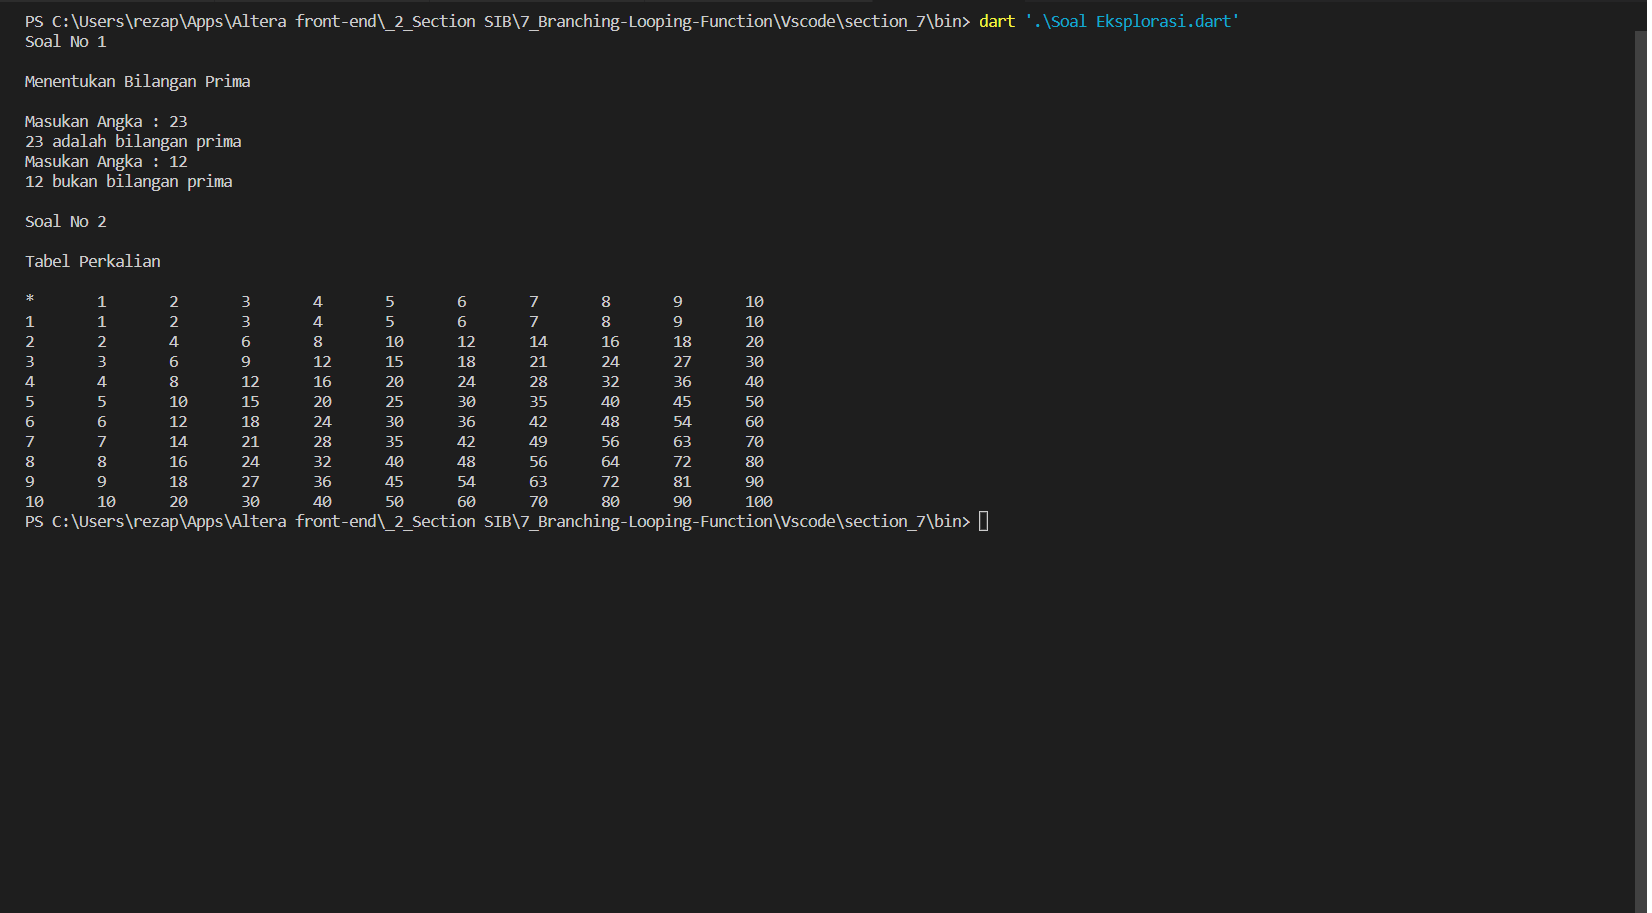 PS C:\Users\rezap\Apps\Altera front-end\_2_Section SIB\7_Branching-Looping-Function\Vscode\section_7\bin> dart '.\Soal Eksplorasi.dart'
Soal No 1
Menentukan Bilangan Prima
Masukan Angka : 23
23 adalah bilangan prima
Masukan Angka : 12
12 bukan bilangan prima
Soal No 2
Tabel Perkalian
* 1 2 3 4 5 6 7 8 9 10
1 1 2 3 4 5 6 7 8 9 10
2 2 4 6 8 10 12 14 16 18 20
3 3 6 9 12 15 18 21 24 27 30
4 4 8 12 16 20 24 28 32 36 40
5 5 10 15 20 25 30 35 40 45 50
6 6 12 18 24 30 36 42 48 54 60
7 7 14 21 28 35 42 49 56 63 70
8 8 16 24 32 40 48 56 64 72 80
9 9 18 27 36 45 54 63 72 81 90
10 10 20 30 40 50 60 70 80 90 100
PS C:\Users\rezap\Apps\Altera front-end\_2_Section SIB\7_Branching-Looping-Function\Vscode\section_7\bin>